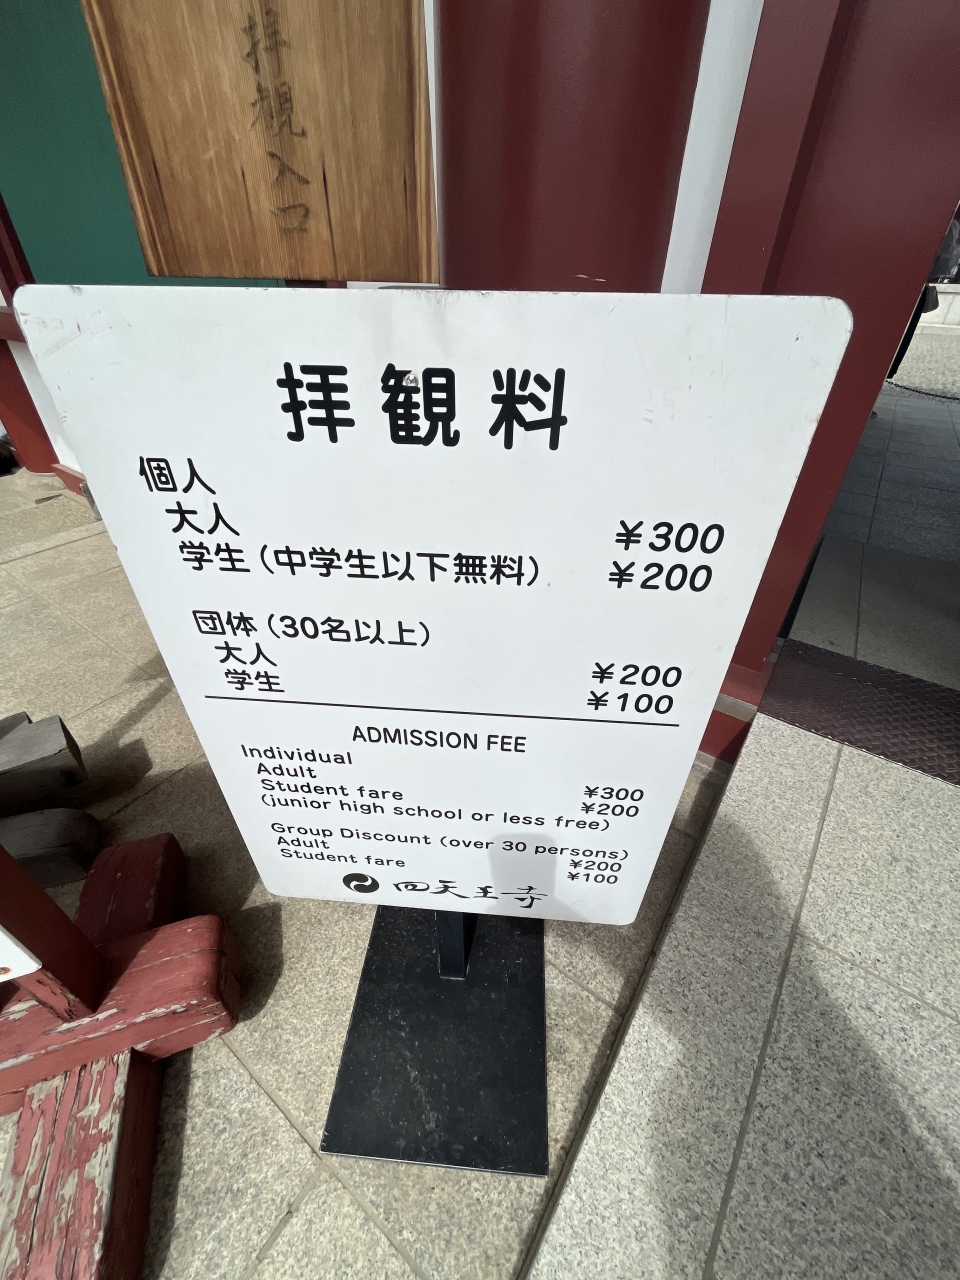 拝観入口
拝観料
個人
大人 ¥300
学生（中学生以下無料） ¥200
団体（30名以上）
大人 ¥200
学生 ¥100
ADMISSION FEE
Individual
Adult ¥300
Student fare ¥200
(junior high school or less free)
Group Discount (over 30 persons)
Adult ¥200
Student fare ¥100
四天王寺